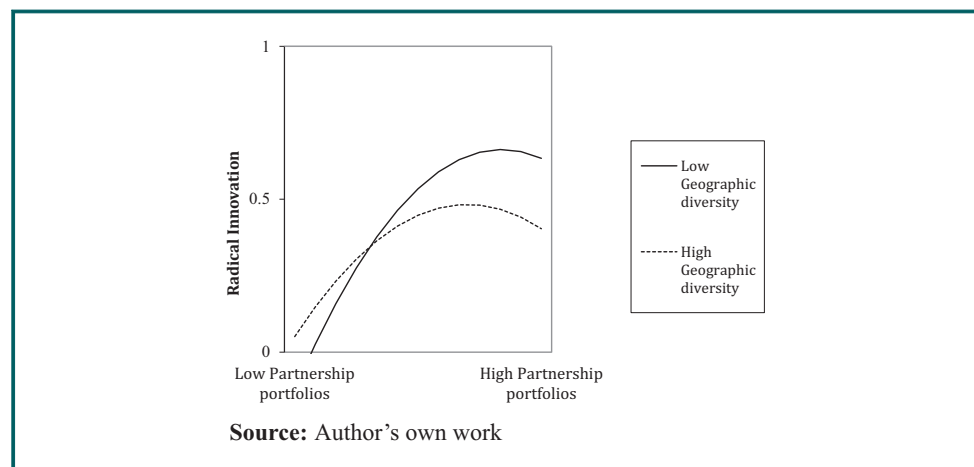 1
0.5
0
Radical Innovation
Low Partnership
portfolios
High Partnership
portfolios
Low
Geographic
diversity
High
Geographic
diversity
Source: Author's own work